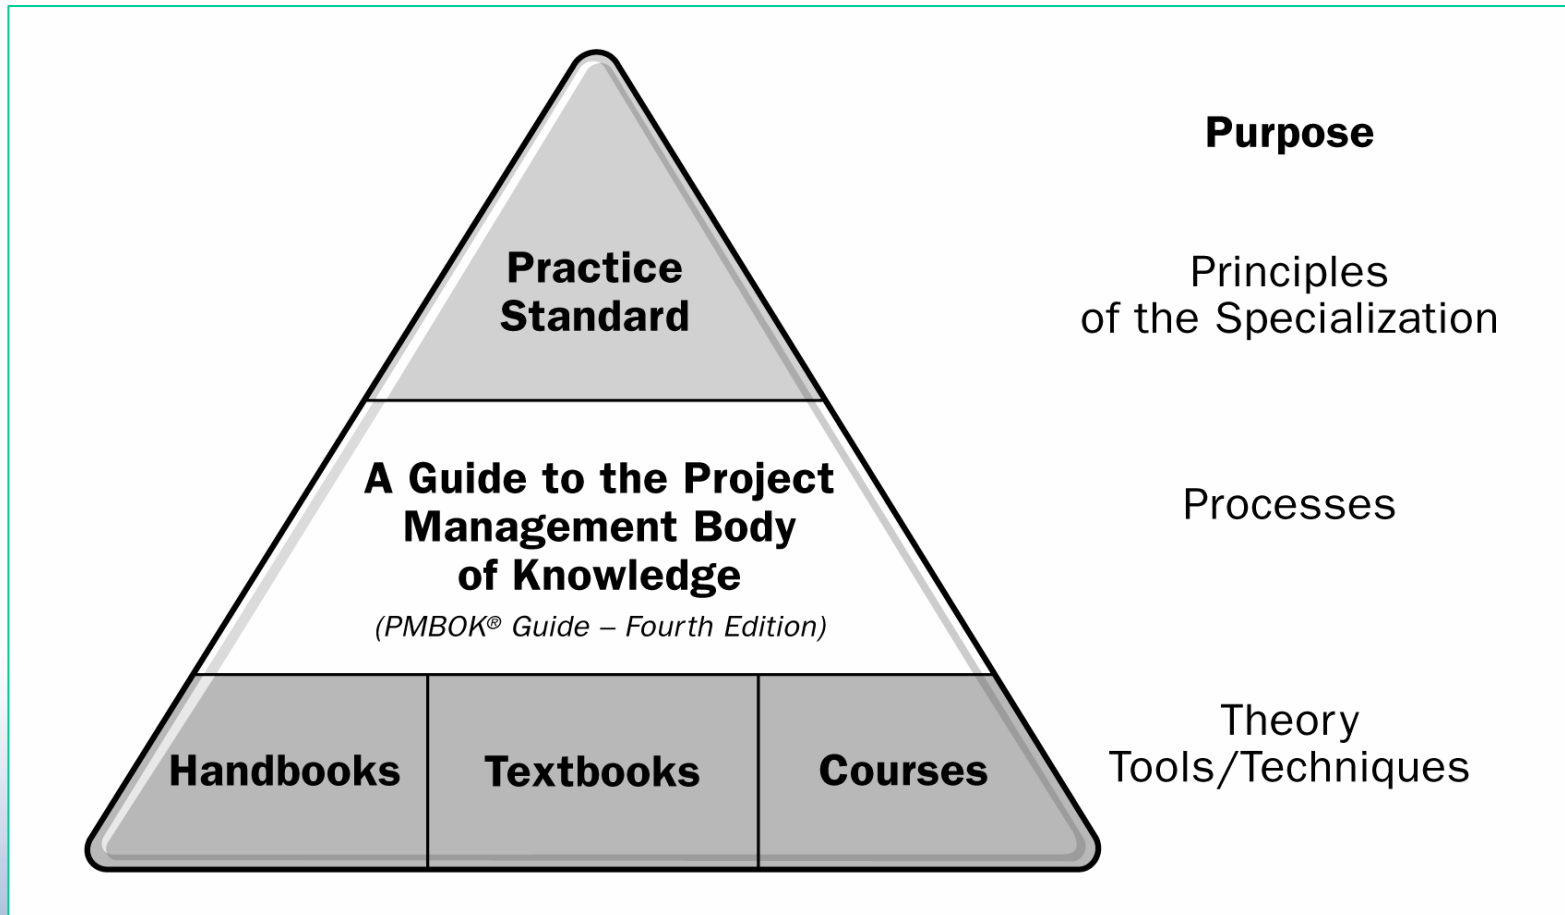 Purpose
Practice
Standard
Principles
of the Specialization
A Guide to the Project
Management Body
of Knowledge
(PMBOK® Guide – Fourth Edition)
Processes
Handbooks
Textbooks
Courses
Theory
Tools/Techniques